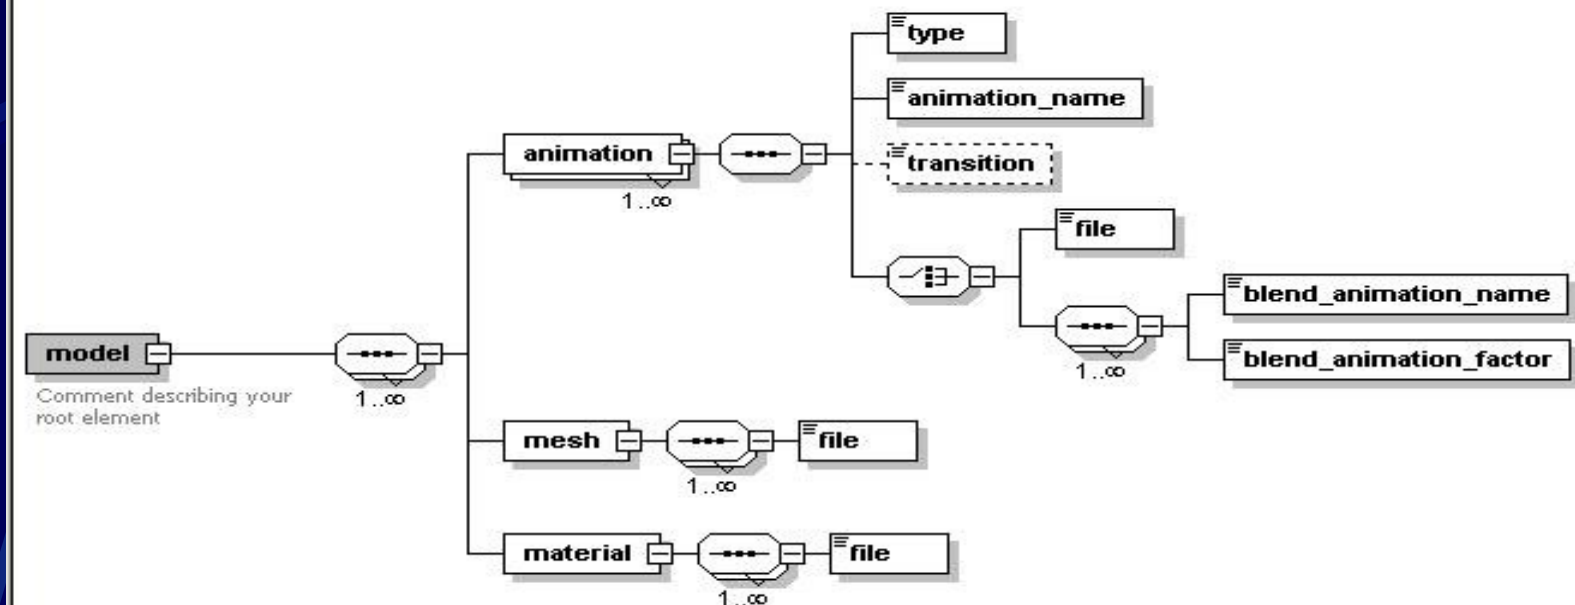 type
animation_name
animation
transition
1..∞
file
blend_animation_name
model
blend_animation_factor
1..∞
Comment describing your
1..∞
root element
mesh
file
1..∞
material
file
1..∞